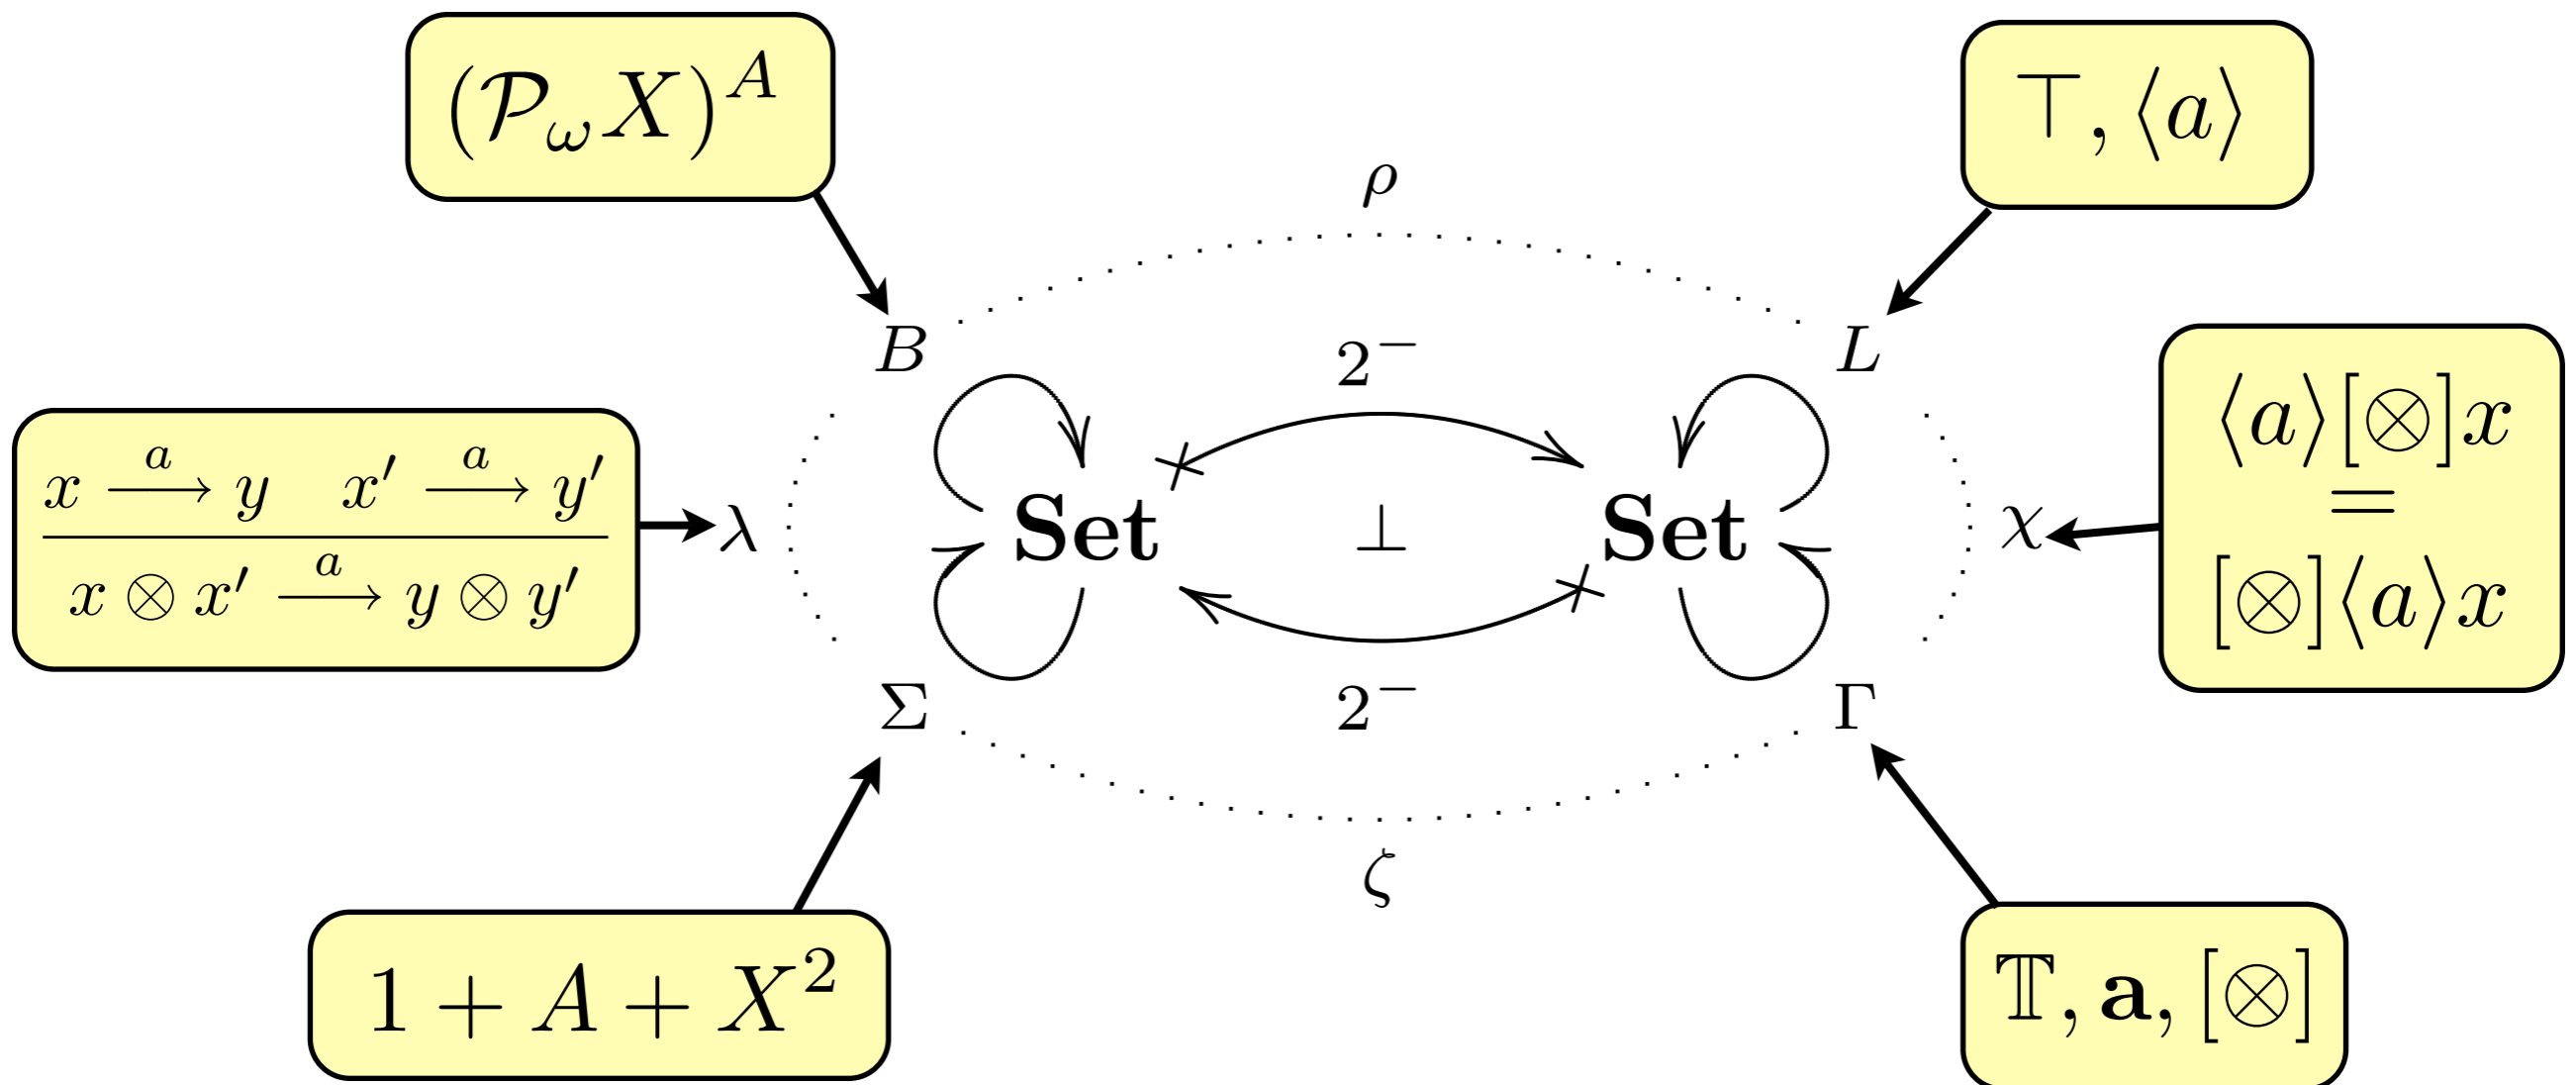 (𝒫_ω X)^A
⊤, ⟨a⟩
ρ
B
L
2^−
x —a→ y    x′ —a→ y′
x ⊗ x′ —a→ y ⊗ y′
λ
Set
⊥
Set
χ
⟨a⟩[⊗]x
=
[⊗]⟨a⟩x
2^−
Σ
Γ
ζ
1 + A + X^2
𝕋, 𝐚, [⊗]